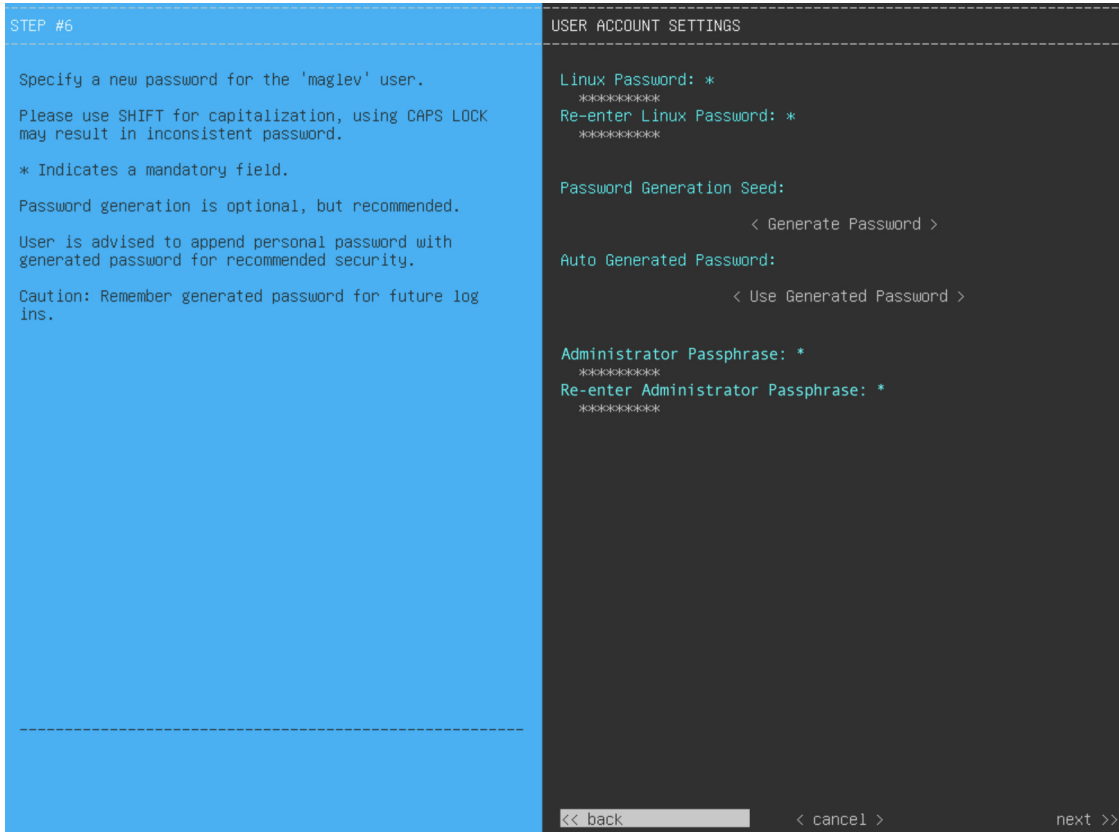 STEP #6
Specify a new password for the 'maglev' user.
Please use SHIFT for capitalization, using CAPS LOCK
may result in inconsistent password.
* Indicates a mandatory field.
Password generation is optional, but recommended.
User is advised to append personal password with
generated password for recommended security.
Caution: Remember generated password for future log
ins.
USER ACCOUNT SETTINGS
Linux Password: *
*********
Re-enter Linux Password: *
*********
Password Generation Seed:
< Generate Password >
Auto Generated Password:
< Use Generated Password >
Administrator Passphrase: *
*********
Re-enter Administrator Passphrase: *
*********
<< back
< cancel >
next >>